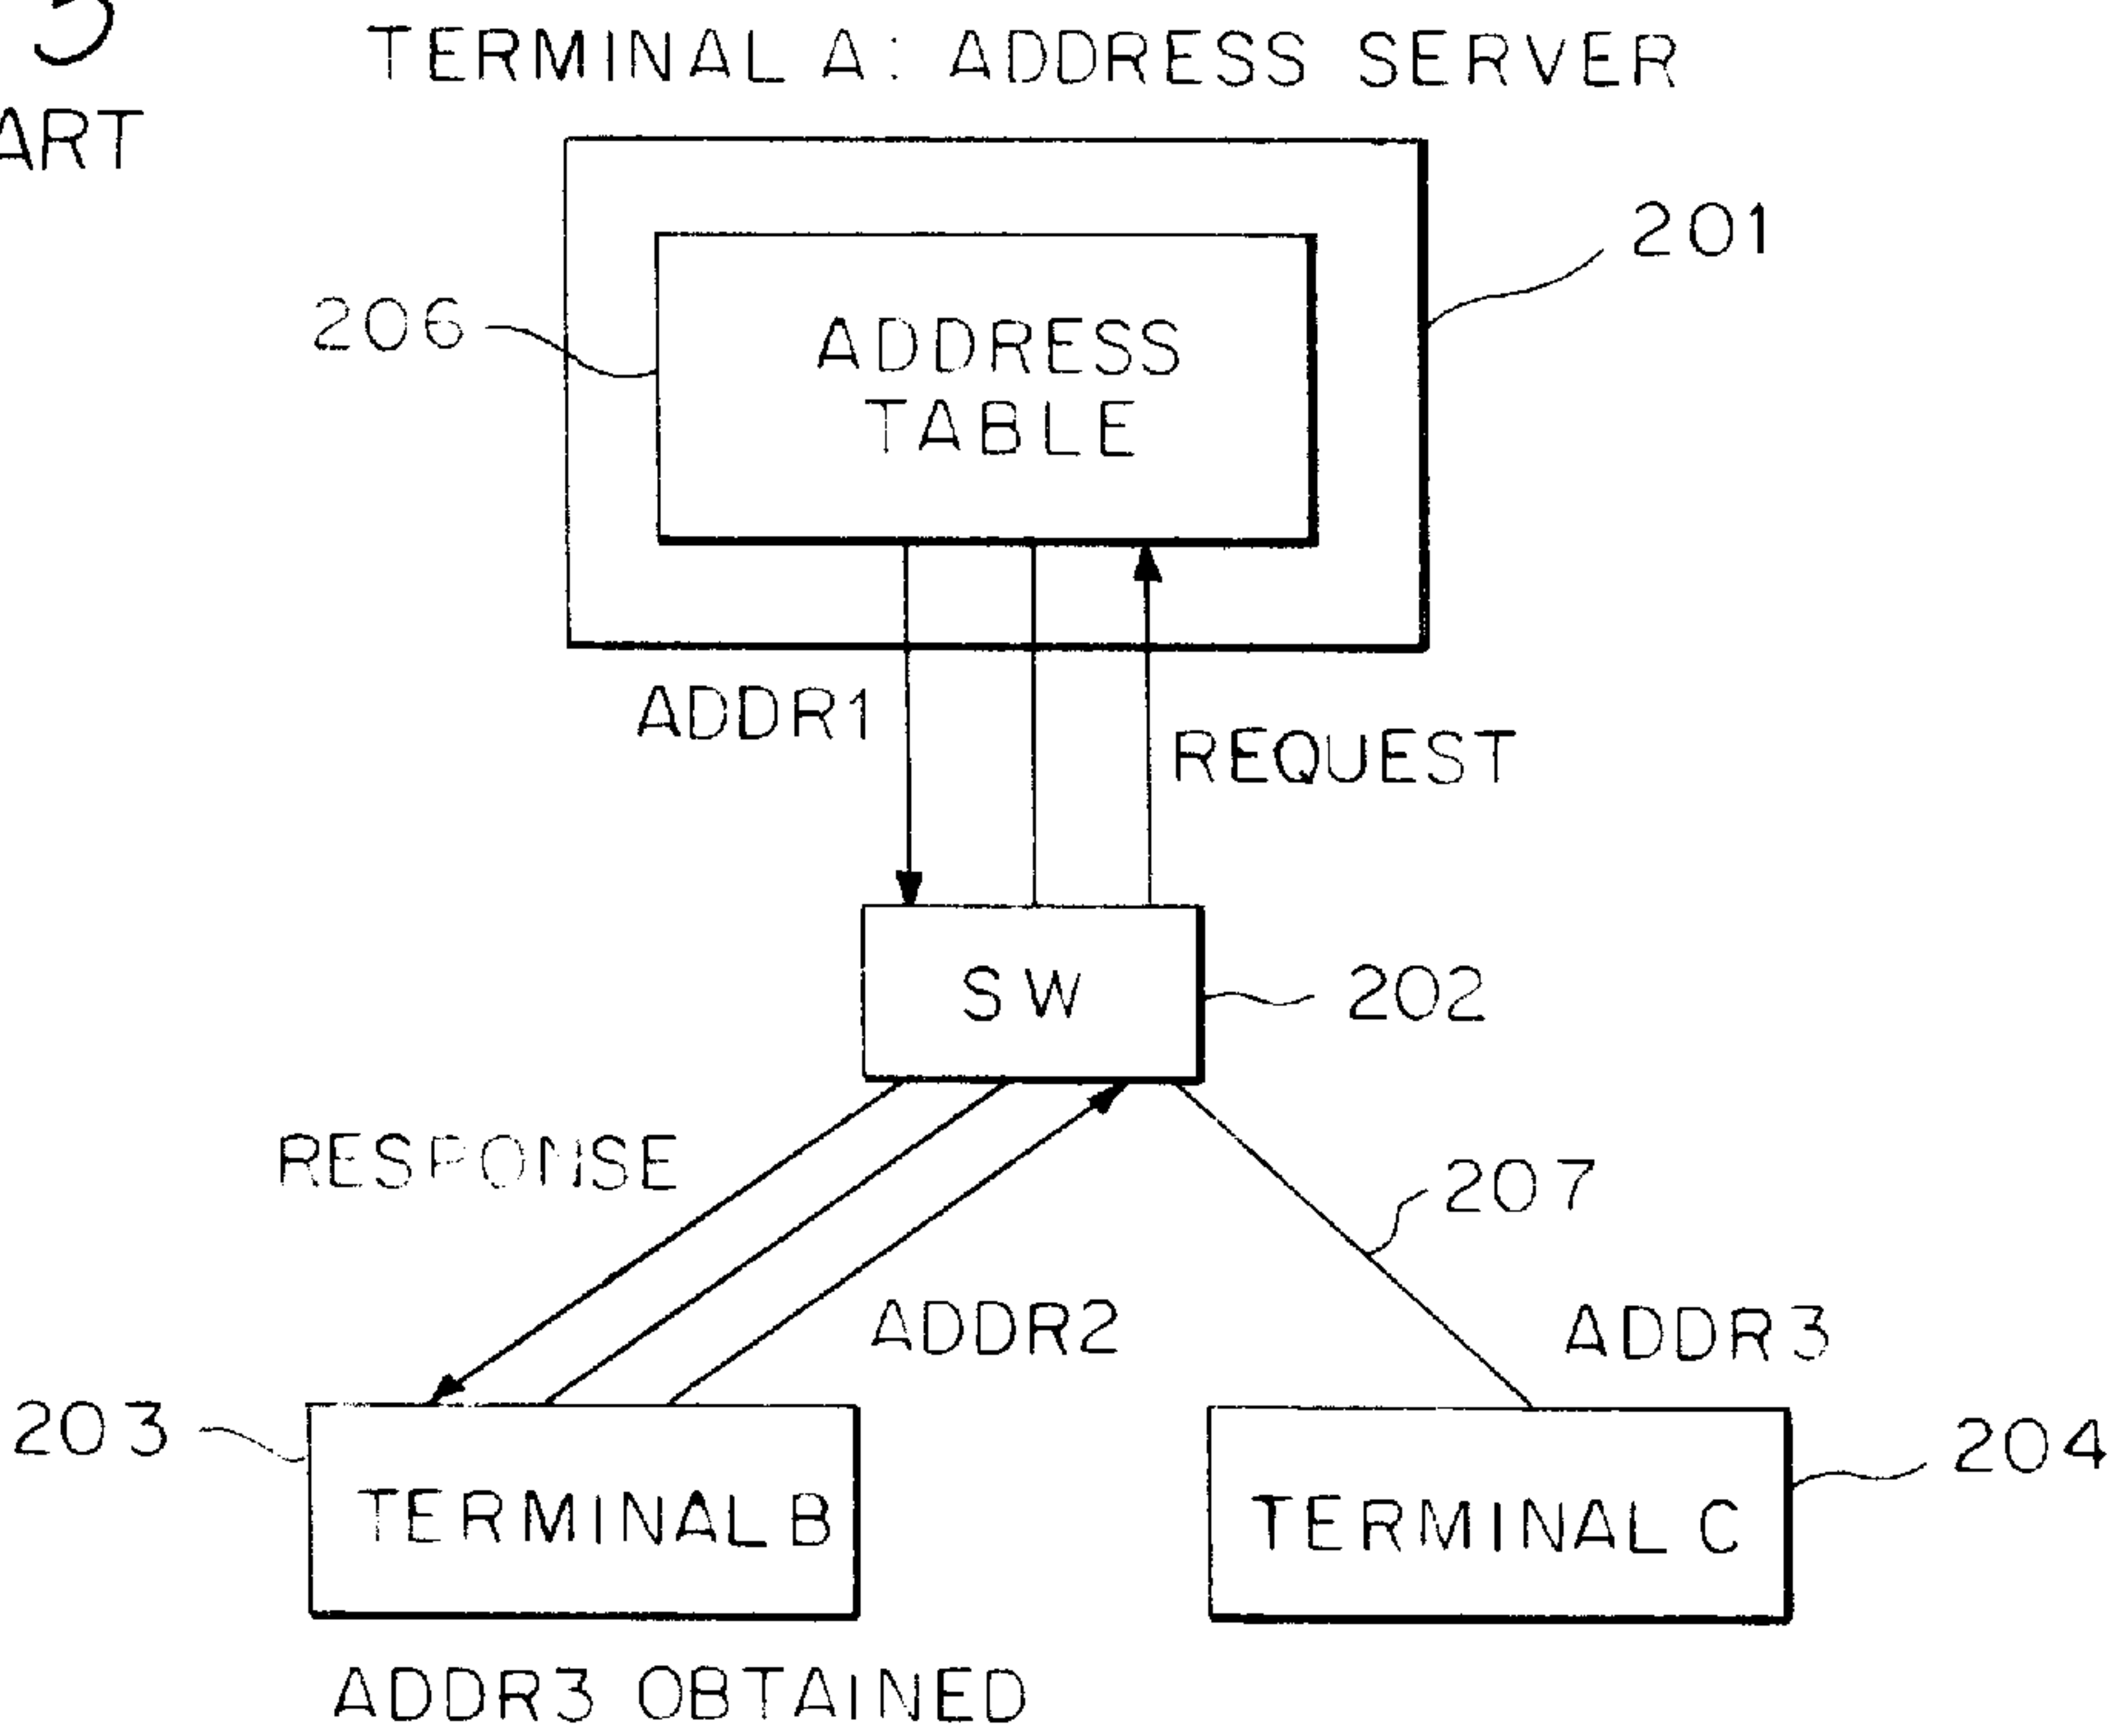 5
TERMINAL A: ADDRESS SERVER
ART
201
206
ADDRESS
TABLE
ADDR1
REQUEST
SW
202
RESPONSE
207
ADDR2
ADDR3
203
204
TERMINAL B
TERMINAL C
ADDR3 OBTAINED